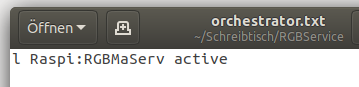 Öffnen
orchestrator.txt
~/Schreibtisch/RGBService
l Raspi:RGBMaServ active